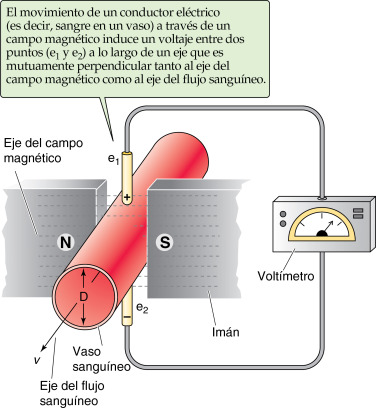 El movimiento de un conductor eléctrico
(es decir, sangre en un vaso) a través de un
campo magnético induce un voltaje entre dos
puntos (e1 y e2) a lo largo de un eje que es
mutuamente perpendicular tanto al eje del
campo magnético como al eje del flujo sanguíneo.
e1
Eje del campo
magnético
+
N
S
Voltímetro
D
e2
–
Imán
v
Vaso
sanguíneo
Eje del flujo
sanguíneo